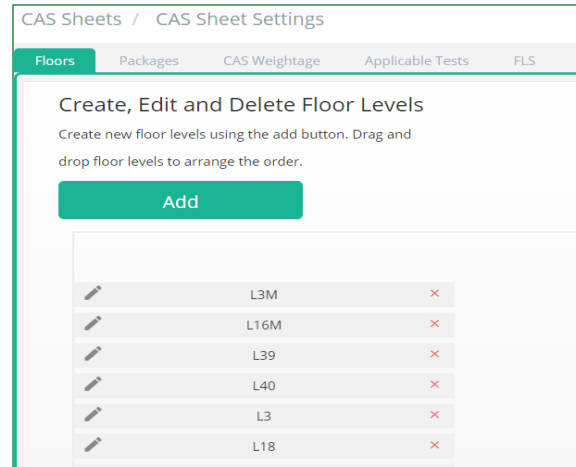 CAS Sheets / CAS Sheet Settings
Floors Packages CAS Weightage Applicable Tests FLS
Create, Edit and Delete Floor Levels
Create new floor levels using the add button. Drag and
drop floor levels to arrange the order.
Add
L3M ×
L16M ×
L39 ×
L40 ×
L3 ×
L18 ×